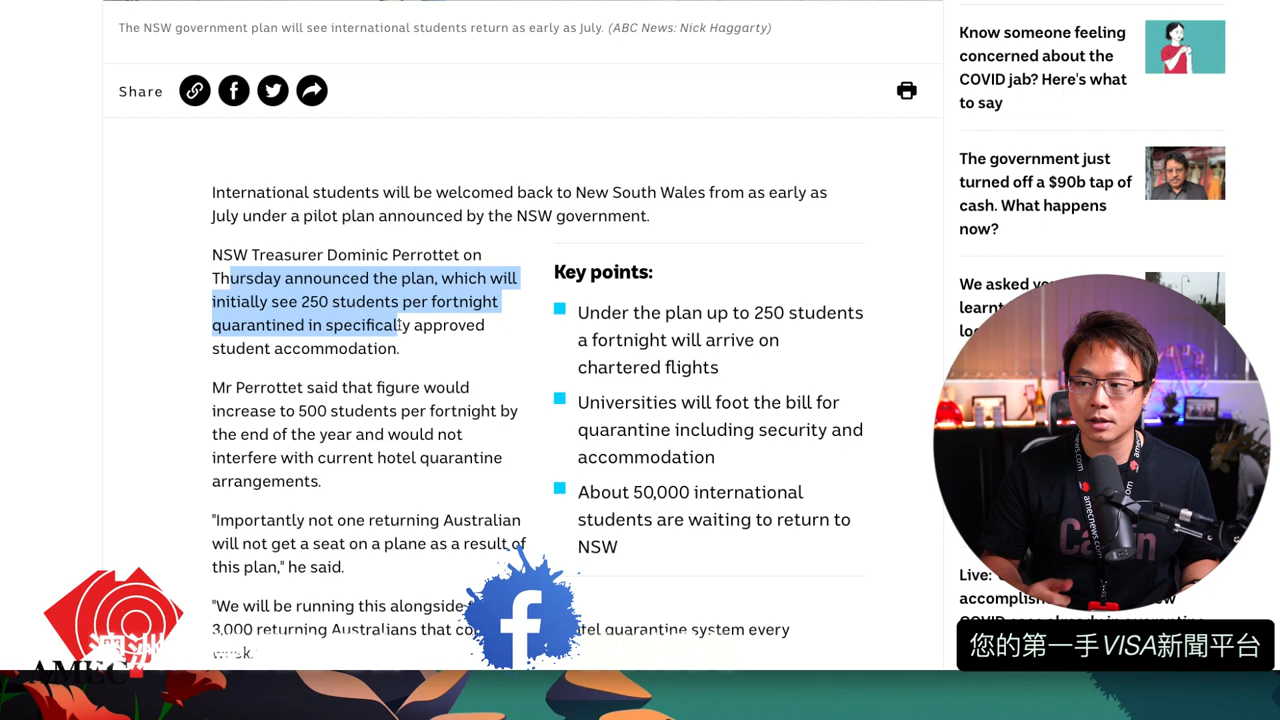 The NSW government plan will see international students return as early as July. (ABC News: Nick Haggarty)
Share
International students will be welcomed back to New South Wales from as early as
July under a pilot plan announced by the NSW government.
NSW Treasurer Dominic Perrottet on
Thursday announced the plan, which will
initially see 250 students per fortnight
quarantined in specifically approved
student accommodation.
Mr Perrottet said that figure would
increase to 500 students per fortnight by
the end of the year and would not
interfere with current hotel quarantine
arrangements.
"Importantly not one returning Australian
will not get a seat on a plane as a result of
this plan," he said.
"We will be running this alongside
3,000 returning Australians that quarantine system every
week.
Key points:
Under the plan up to 250 students
a fortnight will arrive on
chartered flights
Universities will foot the bill for
quarantine including security and
accommodation
About 50,000 international
students are waiting to return to
NSW
Know someone feeling
concerned about the
COVID jab? Here's what
to say
The government just
turned off a $90b tap of
cash. What happens
now?
We asked
Live:
amecnews.com
澳洲
AMEC
f
您的第一手VISA新聞平台